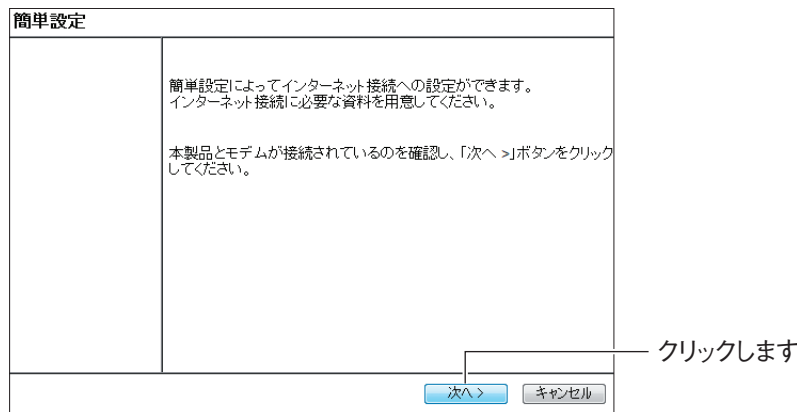 簡単設定
簡単設定によってインターネット接続への設定ができます。
インターネット接続に必要な資料を用意してください。
本製品とモデムが接続されているのを確認し、「次へ >」ボタンをクリック
してください。
クリックします
次へ >
キャンセル